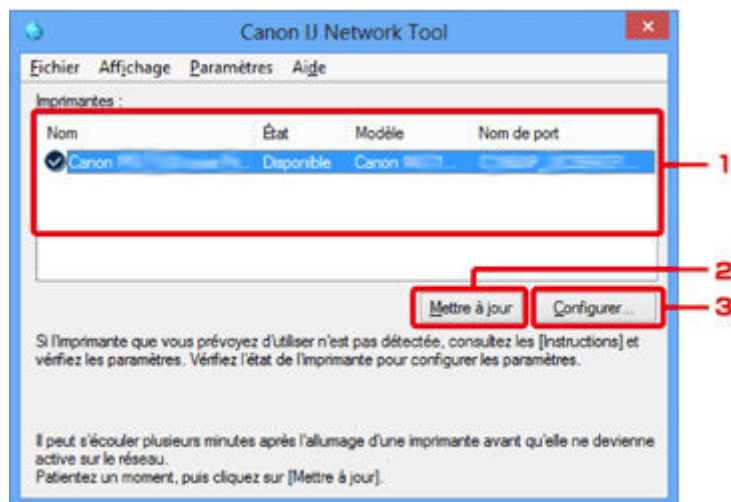 Canon IJ Network Tool
Fichier Affichage Paramètres Aide
Imprimantes :
Nom État Modèle Nom de port
Canon Disponible Canon
1
2
Mettre à jour Configurer...
3
Si l'imprimante que vous prévoyez d'utiliser n'est pas détectée, consultez les [Instructions] et
vérifiez les paramètres. Vérifiez l'état de l'imprimante pour configurer les paramètres.
Il peut s'écouler plusieurs minutes après l'allumage d'une imprimante avant qu'elle ne devienne
active sur le réseau.
Patientez un moment, puis cliquez sur [Mettre à jour].